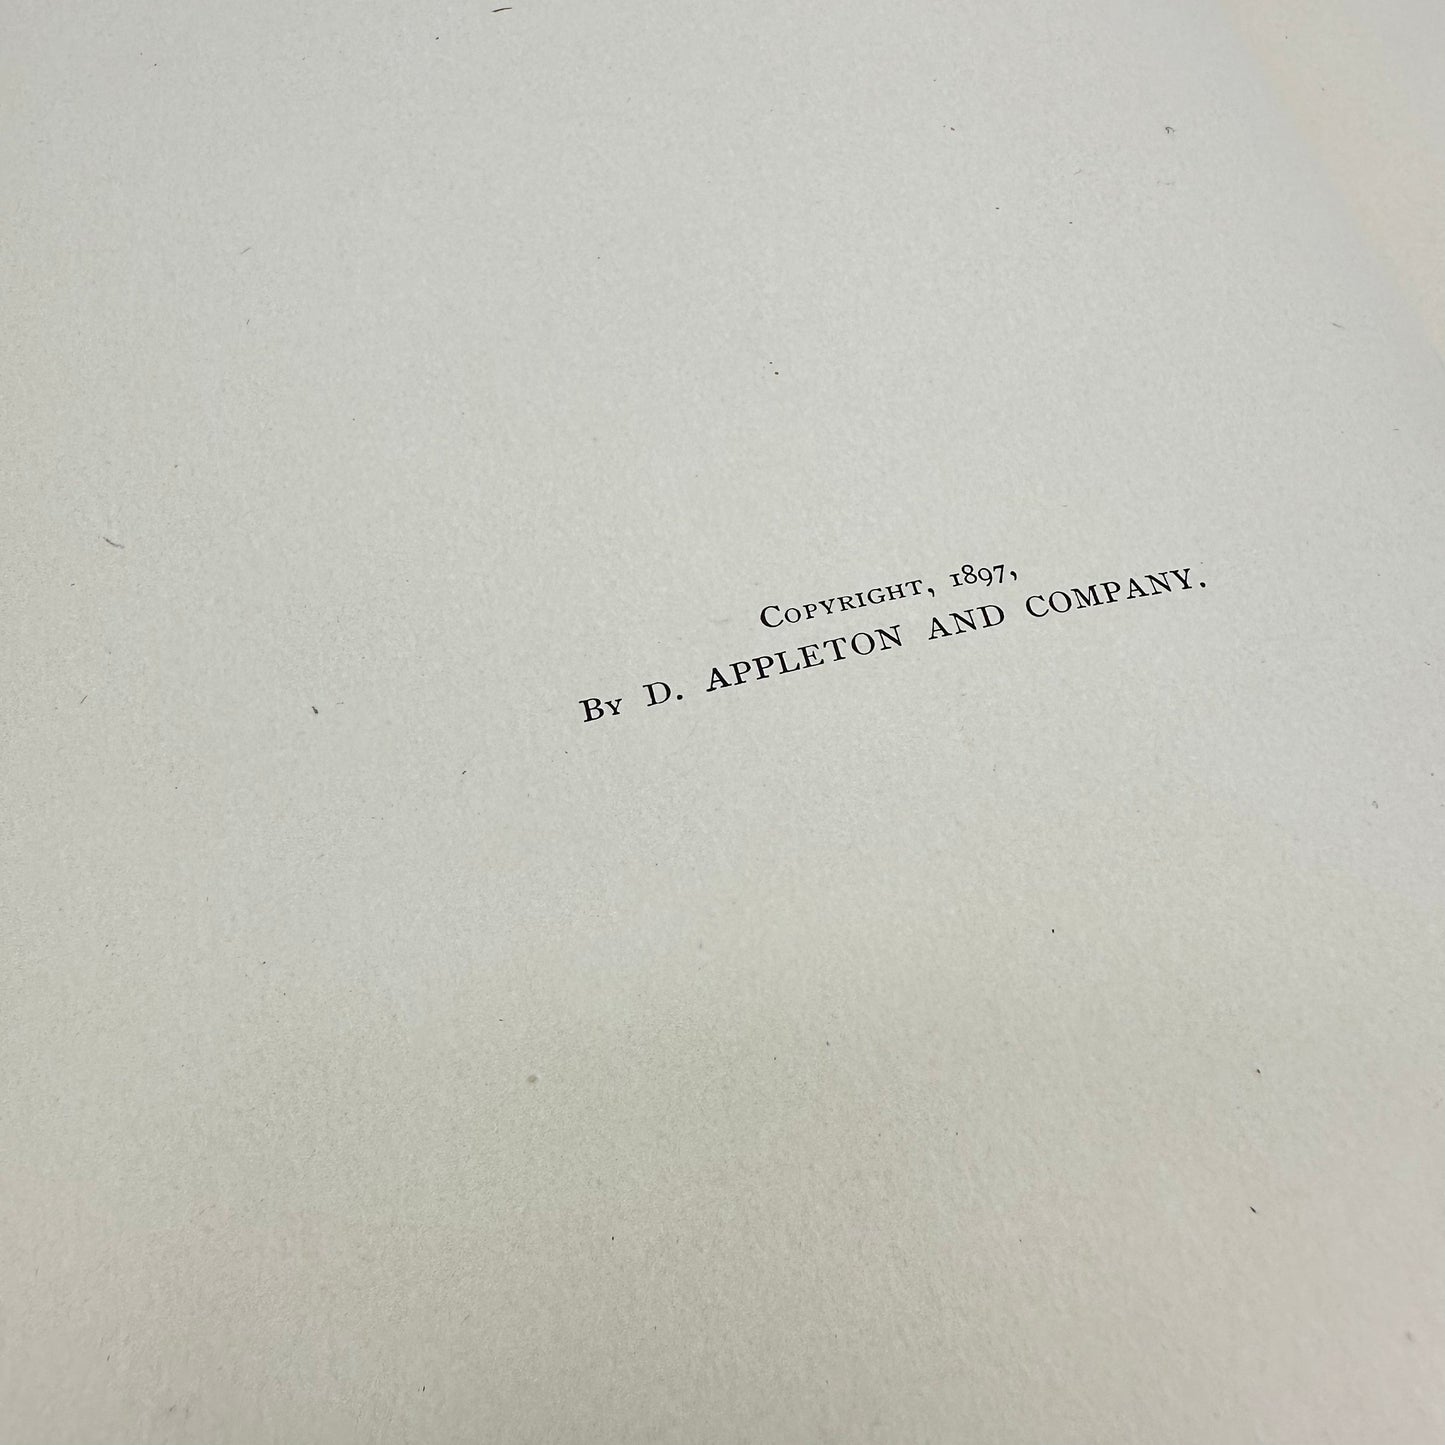 Copyright, 1897,
By D. APPLETON AND COMPANY.